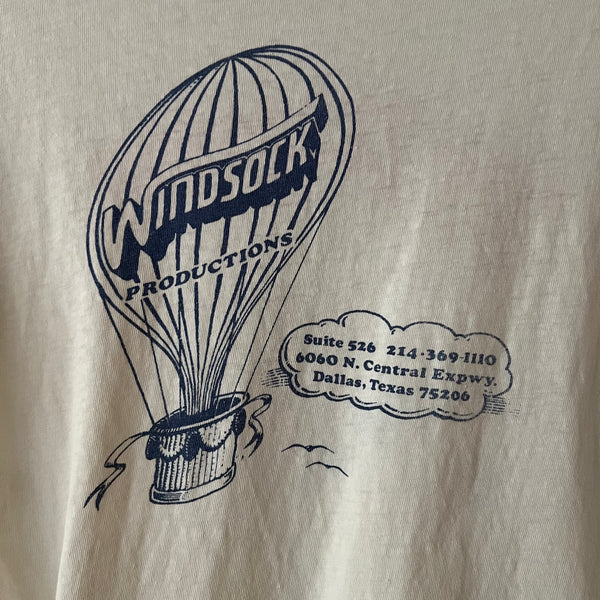 WINDSOCK
PRODUCTIONS
Suite 526 214-369-1110
6060 N. Central Expwy.
Dallas, Texas 75206